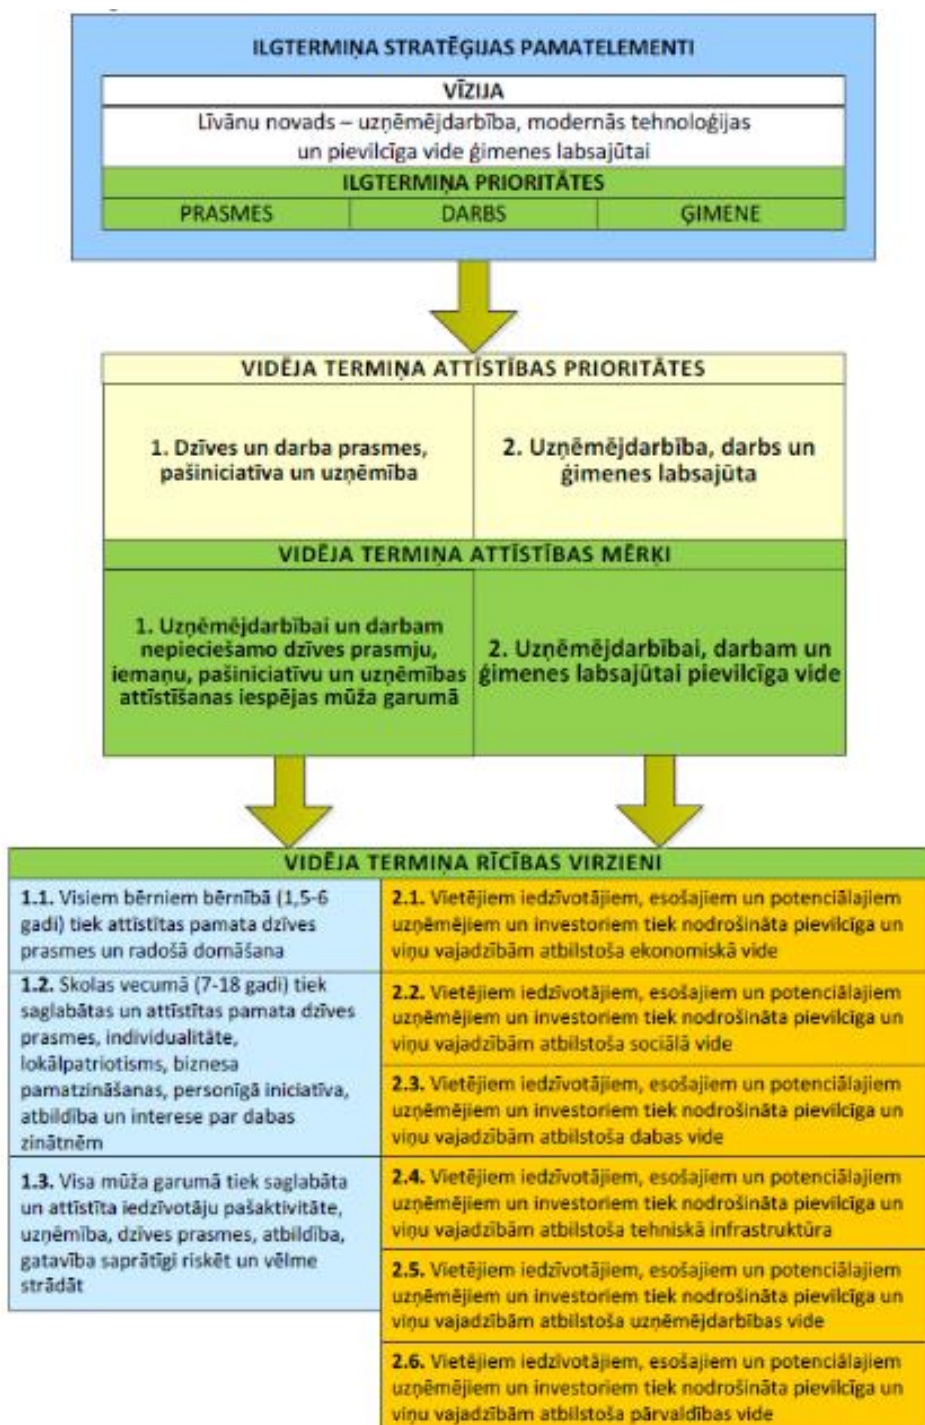 ILGTERMIŅA STRATĒĢIJAS PAMATELEMENTI
VĪZIJA
Līvānu novads – uzņēmējdarbība, modernās tehnoloģijas
un pievilcīga vide ģimenes labsajūtai
ILGTERMIŅA PRIORITĀTES
PRASMES
DARBS
ĢIMENE
VIDĒJA TERMIŅA ATTĪSTĪBAS PRIORITĀTES
1. Dzīves un darba prasmes,
pašiniciatīva un uzņēmība
2. Uzņēmējdarbība, darbs un
ģimenes labsajūta
VIDĒJA TERMIŅA ATTĪSTĪBAS MĒRĶI
1. Uzņēmējdarbībai un darbam
nepieciešamo dzīves prasmju,
iemaņu, pašiniciatīvu un uzņēmības
attīstīšanas iespējas mūža garumā
2. Uzņēmējdarbībai, darbam un
ģimenes labsajūtai pievilcīga vide
VIDĒJA TERMIŅA RĪCĪBAS VIRZIENI
1.1. Visiem bērniem bērnībā (1,5-6
gadi) tiek attīstītas pamata dzīves
prasmes un radošā domāšana
1.2. Skolas vecumā (7-18 gadi) tiek
saglabātas un attīstītas pamata dzīves
prasmes, individualitāte,
lokālpatriotisms, biznesa
pamatzināšanas, personīgā iniciatīva,
atbildība un interese par dabas
zinātnēm
1.3. Visa mūža garumā tiek saglabāta
un attīstīta iedzīvotāju pašaktivitāte,
uzņēmība, dzīves prasmes, atbildība,
gatavība saprātīgi riskēt un vēlme
strādāt
2.1. Vietējiem iedzīvotājiem, esošajiem un potenciālajiem
uzņēmējiem un investoriem tiek nodrošināta pievilcīga un
viņu vajadzībām atbilstoša ekonomiskā vide
2.2. Vietējiem iedzīvotājiem, esošajiem un potenciālajiem
uzņēmējiem un investoriem tiek nodrošināta pievilcīga un
viņu vajadzībām atbilstoša sociālā vide
2.3. Vietējiem iedzīvotājiem, esošajiem un potenciālajiem
uzņēmējiem un investoriem tiek nodrošināta pievilcīga un
viņu vajadzībām atbilstoša dabas vide
2.4. Vietējiem iedzīvotājiem, esošajiem un potenciālajiem
uzņēmējiem un investoriem tiek nodrošināta pievilcīga un
viņu vajadzībām atbilstoša tehniskā infrastruktūra
2.5. Vietējiem iedzīvotājiem, esošajiem un potenciālajiem
uzņēmējiem un investoriem tiek nodrošināta pievilcīga un
viņu vajadzībām atbilstoša uzņēmējdarbības vide
2.6. Vietējiem iedzīvotājiem, esošajiem un potenciālajiem
uzņēmējiem un investoriem tiek nodrošināta pievilcīga un
viņu vajadzībām atbilstoša pārvaldības vide